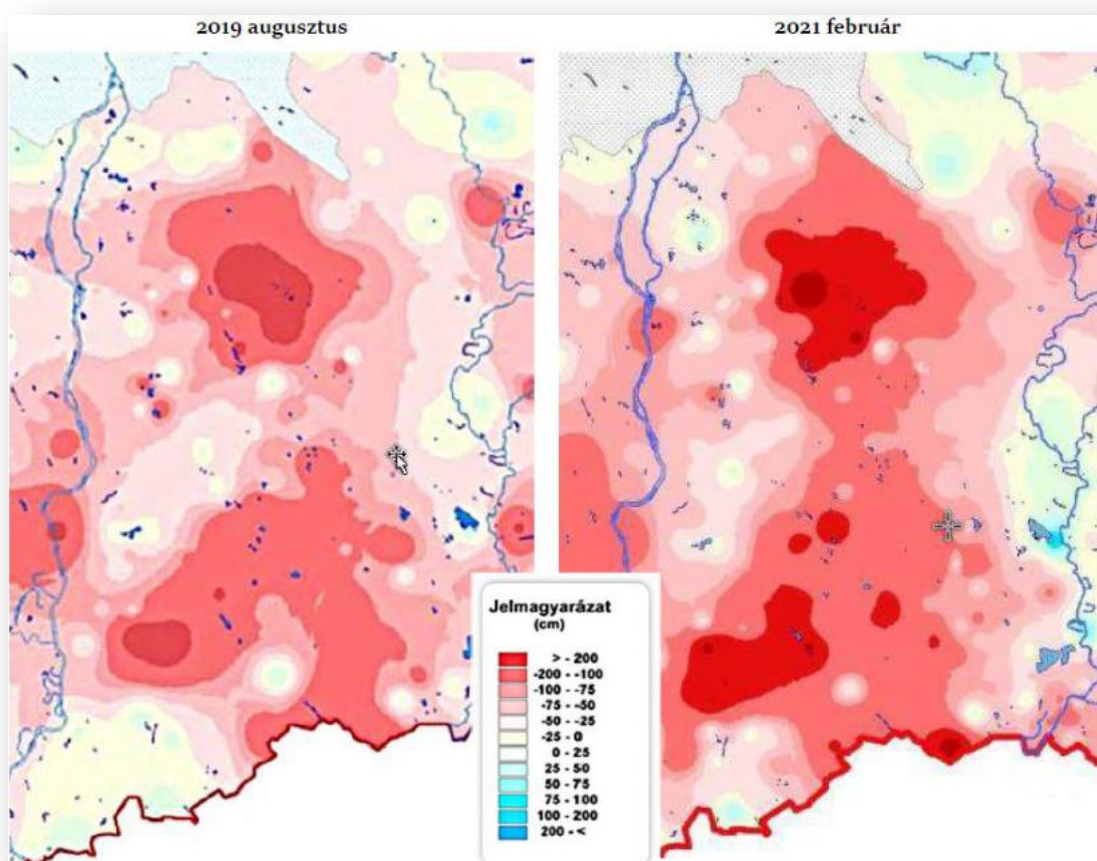 2019 augusztus
2021 február
Jelmagyarázat
(cm)
> - 200
-200 - -100
-100 - -75
-75 - -50
-50 - -25
-25 - 0
0 - 25
25 - 50
50 - 75
75 - 100
100 - 200
200 - <